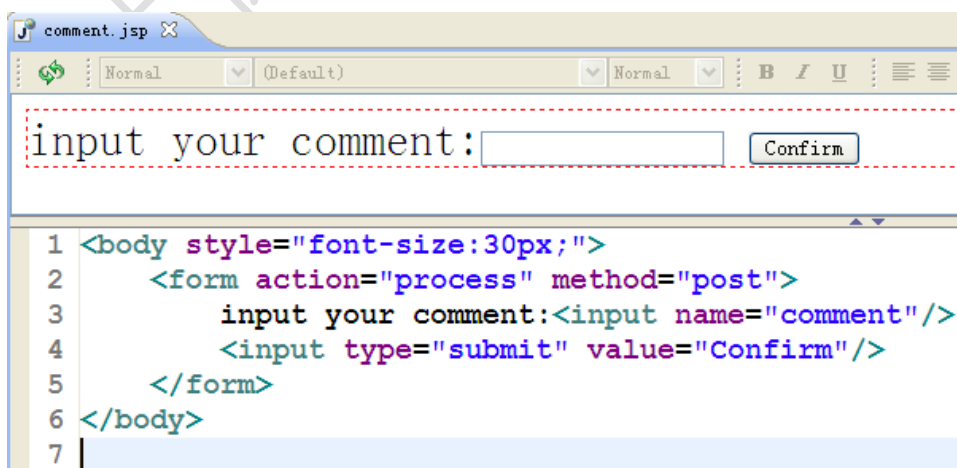 comment.jsp
Normal (Default) Normal B I U
input your comment: Confirm
1 <body style="font-size:30px;">
2 <form action="process" method="post">
3 input your comment:<input name="comment"/>
4 <input type="submit" value="Confirm"/>
5 </form>
6 </body>
7